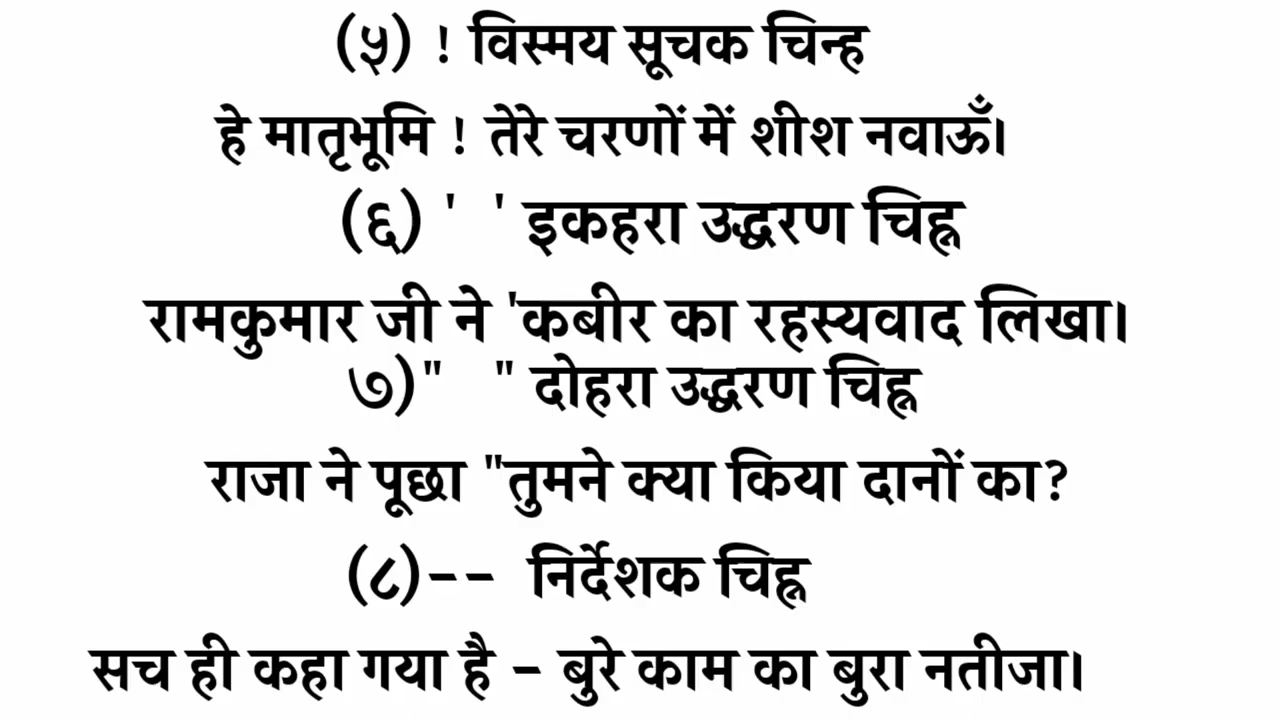 (५) ! विस्मय सूचक चिन्ह
हे मातृभूमि ! तेरे चरणों में शीश नवाऊँ।
(६) '  ' इकहरा उद्धरण चिह्न
रामकुमार जी ने 'कबीर का रहस्यवाद लिखा।
७)"  " दोहरा उद्धरण चिह्न
राजा ने पूछा "तुमने क्या किया दानों का?
(८)-- निर्देशक चिह्न
सच ही कहा गया है - बुरे काम का बुरा नतीजा।